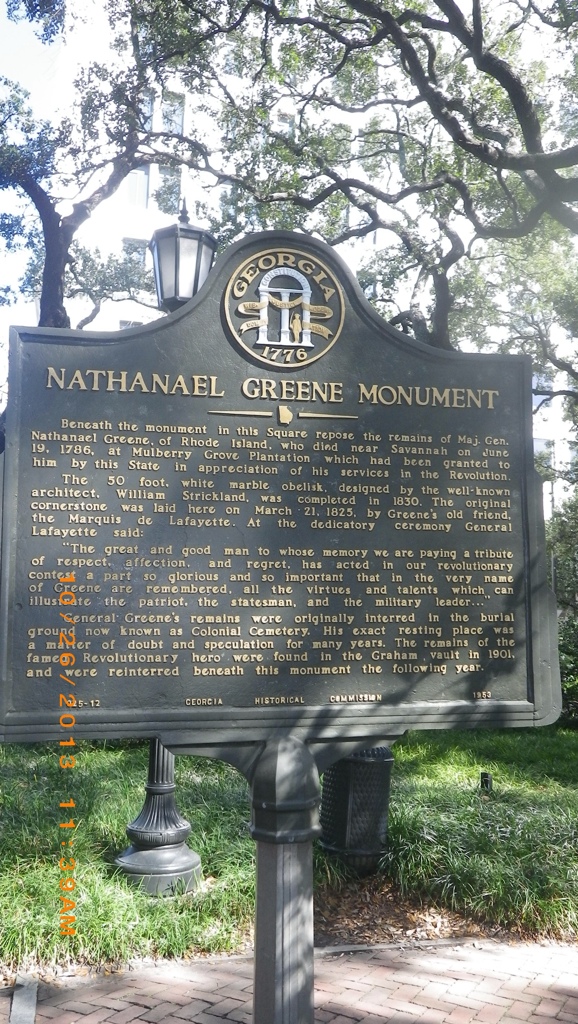 GEORGIA
1776
NATHANAEL GREENE MONUMENT
Beneath the monument in this Square repose the remains of Maj. Gen.
Nathanael Greene, of Rhode Island, who died near Savannah on June
19, 1786, at Mulberry Grove Plantation which had been granted to
him by this State in appreciation of his services in the Revolution.
The 50 foot, white marble obelisk, designed by the well-known
architect, William Strickland, was completed in 1830. The original
cornerstone was laid here on March 21, 1825, by Greene's old friend,
the Marquis de Lafayette. At the dedicatory ceremony General
Lafayette said:
"The great and good man to whose memory we are paying a tribute
of respect, affection, and regret, has acted in our revolutionary
contest a part so glorious and so important that in the very name
of Greene are remembered, all the virtues and talents which can
illustrate the patriot, the statesman, and the military leader..."
General Greene's remains were originally interred in the burial
ground now known as Colonial Cemetery. His exact resting place was
a matter of doubt and speculation for many years. The remains of the
famed Revolutionary hero were found in the Graham vault in 1901,
and were reinterred beneath this monument the following year.
25-12 GEORGIA HISTORICAL COMMISSION 1953
10/26/2013 11:39AM